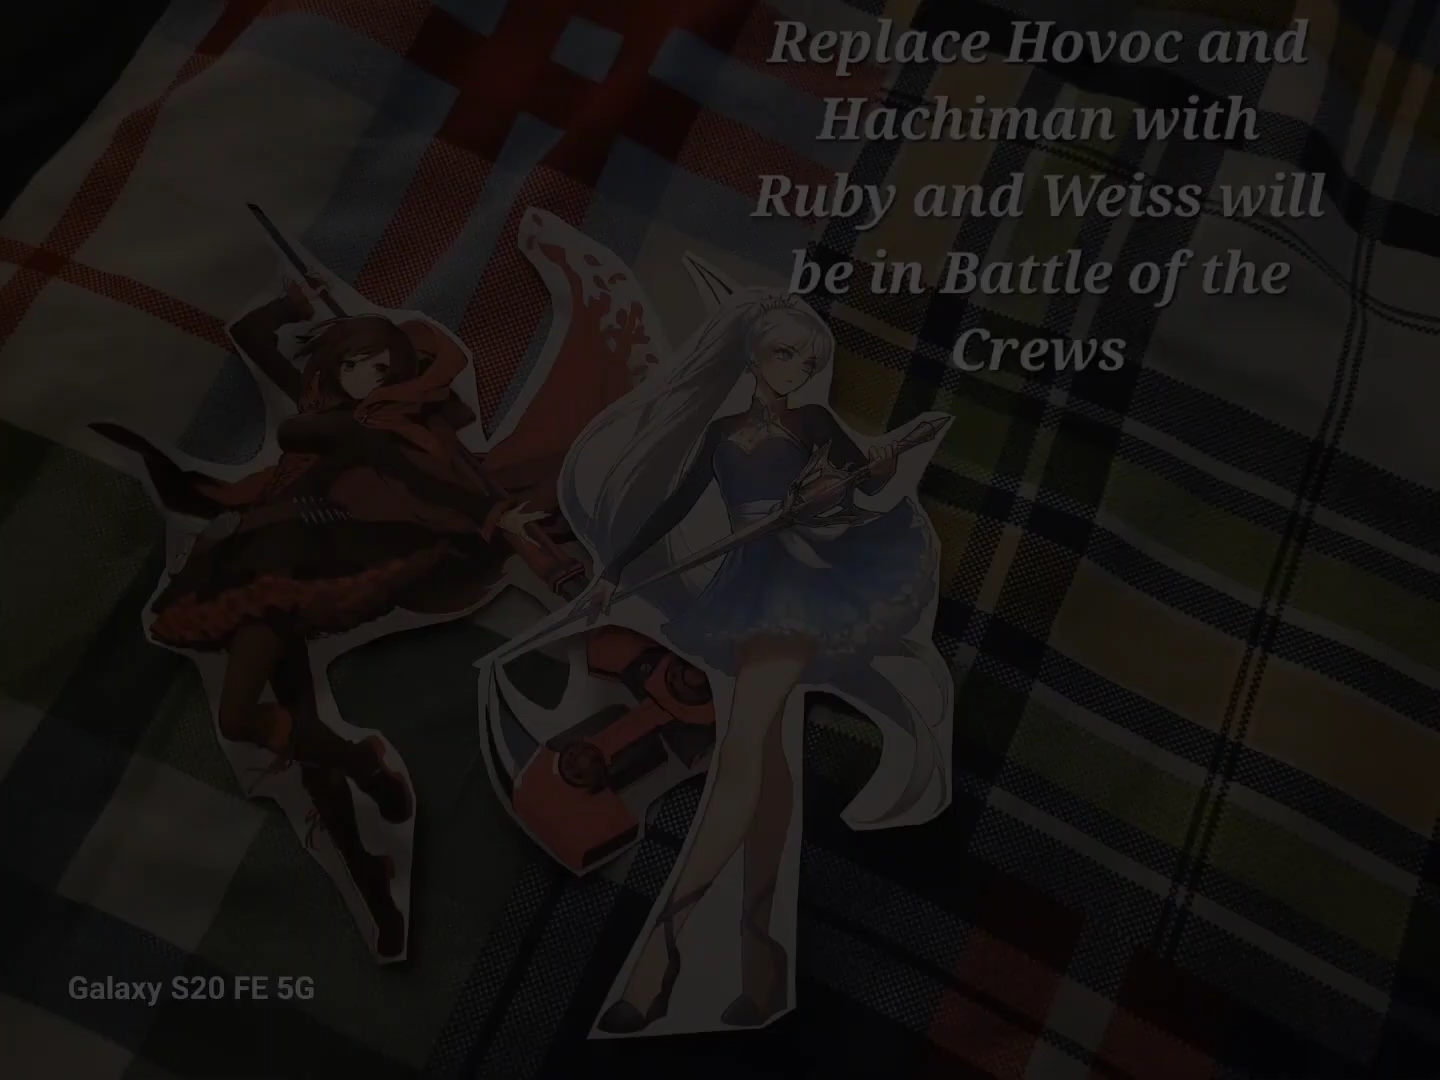 Replace Hovoc and
Hachiman with
Ruby and Weiss will
be in Battle of the
Crews
Galaxy S20 FE 5G